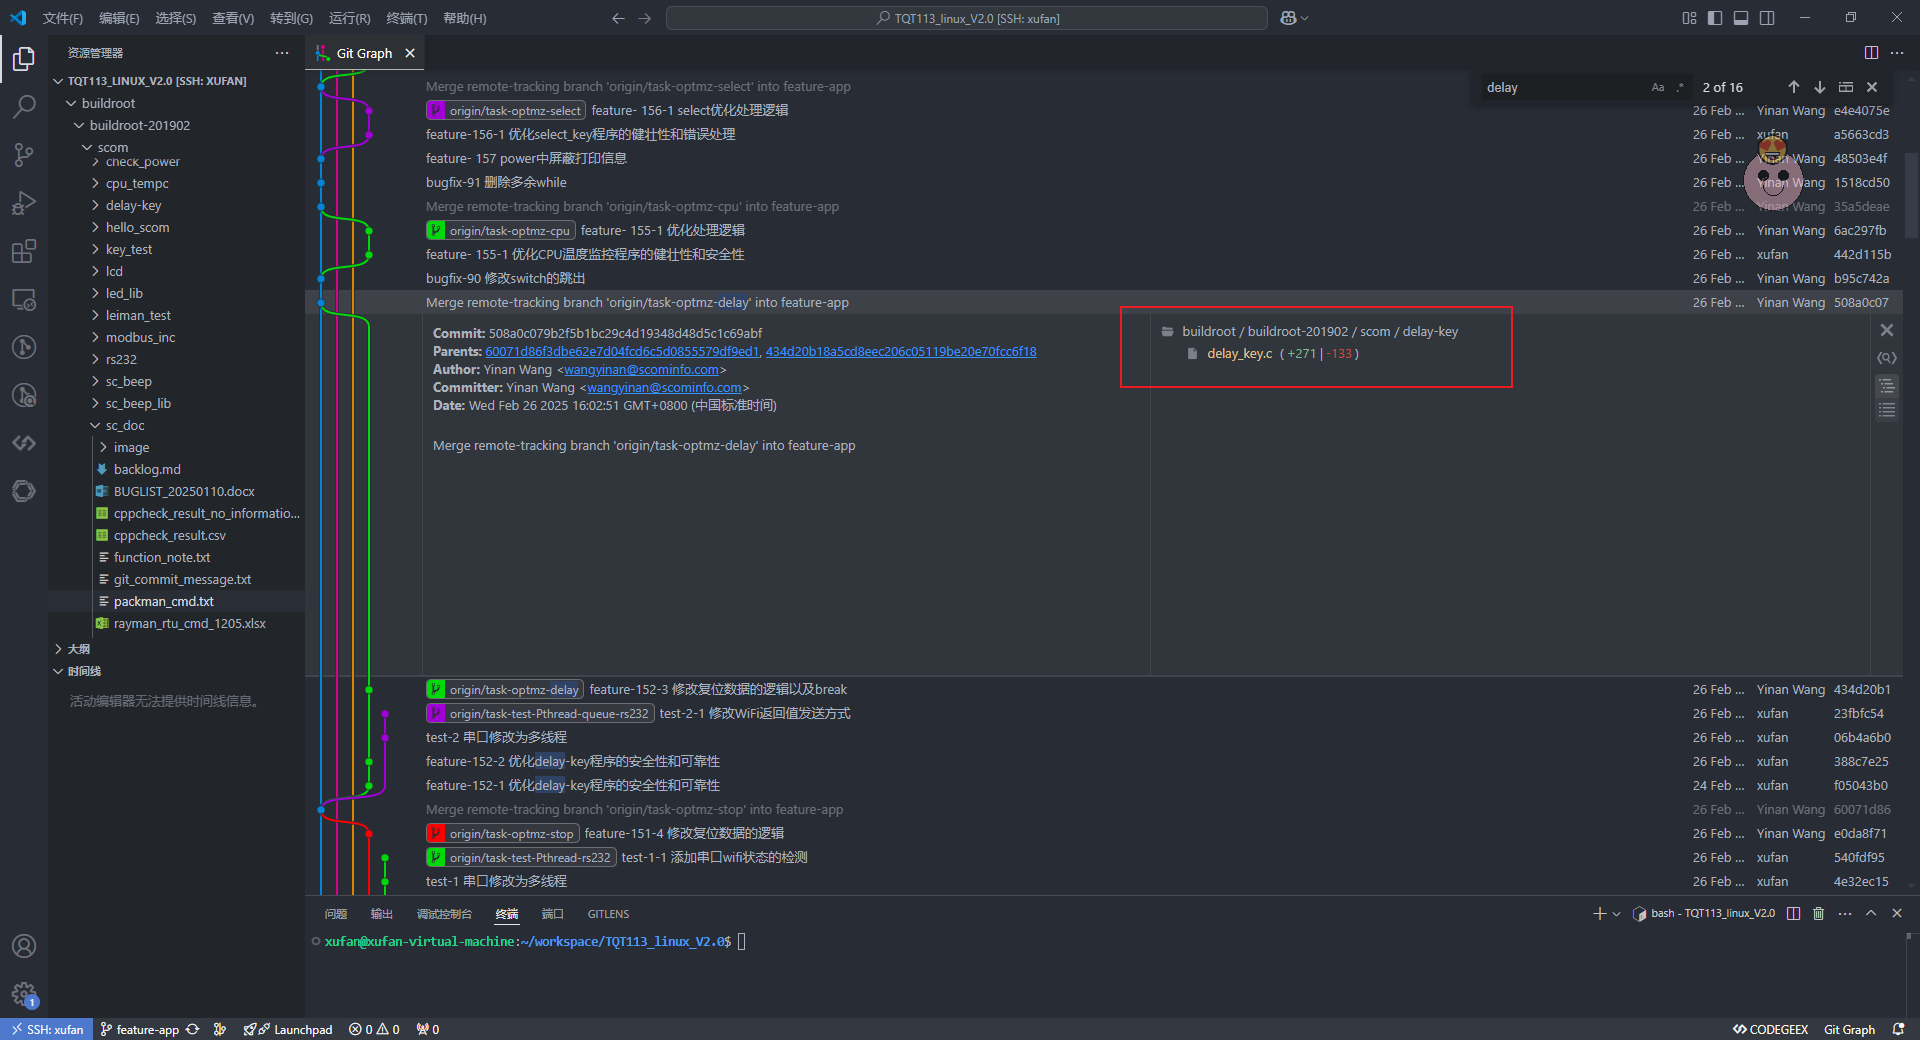 文件(F) 编辑(E) 选择(S) 查看(V) 转到(G) 运行(R) 终端(T) 帮助(H) TQT113_linux_V2.0 [SSH: xufan]
资源管理器 Git Graph
TQT113_LINUX_V2.0 [SSH: XUFAN]
buildroot
buildroot-201902
scom
check_power
cpu_tempc
delay-key
hello_scom
key_test
lcd
led_lib
leiman_test
modbus_inc
rs232
sc_beep
sc_beep_lib
sc_doc
image
backlog.md
BUGLIST_20250110.docx
cppcheck_result_no_informatio...
cppcheck_result.csv
function_note.txt
git_commit_message.txt
packman_cmd.txt
rayman_rtu_cmd_1205.xlsx
大纲
时间线
活动编辑器无法提供时间线信息。
delay Aa .* 2 of 16
Merge remote-tracking branch 'origin/task-optmz-select' into feature-app
origin/task-optmz-select feature- 156-1 select优化处理逻辑 26 Feb ... Yinan Wang e4e4075e
feature-156-1 优化select_key程序的健壮性和错误处理 26 Feb ... xufan a5663cd3
feature- 157 power中屏蔽打印信息 26 Feb ... Yinan Wang 48503e4f
bugfix-91 删除多余while 26 Feb ... Yinan Wang 1518cd50
Merge remote-tracking branch 'origin/task-optmz-cpu' into feature-app 26 Feb ... Yinan Wang 35a5deae
origin/task-optmz-cpu feature- 155-1 优化处理逻辑 26 Feb ... Yinan Wang 6ac297fb
feature- 155-1 优化CPU温度监控程序的健壮性和安全性 26 Feb ... xufan 442d115b
bugfix-90 修改switch的跳出 26 Feb ... Yinan Wang b95c742a
Merge remote-tracking branch 'origin/task-optmz-delay' into feature-app 26 Feb ... Yinan Wang 508a0c07
Commit: 508a0c079b2f5b1bc29c4d19348d48d5c1c69abf
Parents: 60071d86f3dbe62e7d04fcd6c5d0855579df9ed1, 434d20b18a5cd8eec206c05119be20e70fcc6f18
Author: Yinan Wang <wangyinan@scominfo.com>
Committer: Yinan Wang <wangyinan@scominfo.com>
Date: Wed Feb 26 2025 16:02:51 GMT+0800 (中国标准时间)
Merge remote-tracking branch 'origin/task-optmz-delay' into feature-app
buildroot / buildroot-201902 / scom / delay-key
delay_key.c ( +271 | -133 )
origin/task-optmz-delay feature-152-3 修改复位数据的逻辑以及break 26 Feb ... Yinan Wang 434d20b1
origin/task-test-Pthread-queue-rs232 test-2-1 修改WiFi返回值发送方式 26 Feb ... xufan 23fbfc54
test-2 串口修改为多线程 26 Feb ... xufan 06b4a6b0
feature-152-2 优化delay-key程序的安全性和可靠性 26 Feb ... xufan 388c7e25
feature-152-1 优化delay-key程序的安全性和可靠性 24 Feb ... xufan f05043b0
Merge remote-tracking branch 'origin/task-optmz-stop' into feature-app 26 Feb ... Yinan Wang 60071d86
origin/task-optmz-stop feature-151-4 修改复位数据的逻辑 26 Feb ... Yinan Wang e0da8f71
origin/task-test-Pthread-rs232 test-1-1 添加串口wifi状态的检测 26 Feb ... xufan 540fdf95
test-1 串口修改为多线程 26 Feb ... xufan 4e32ec15
问题 输出 调试控制台 终端 端口 GITLENS bash - TQT113_linux_V2.0
xufan@xufan-virtual-machine:~/workspace/TQT113_linux_V2.0$
1
SSH: xufan feature-app Launchpad 0 0 0 CODEGEEX Git Graph